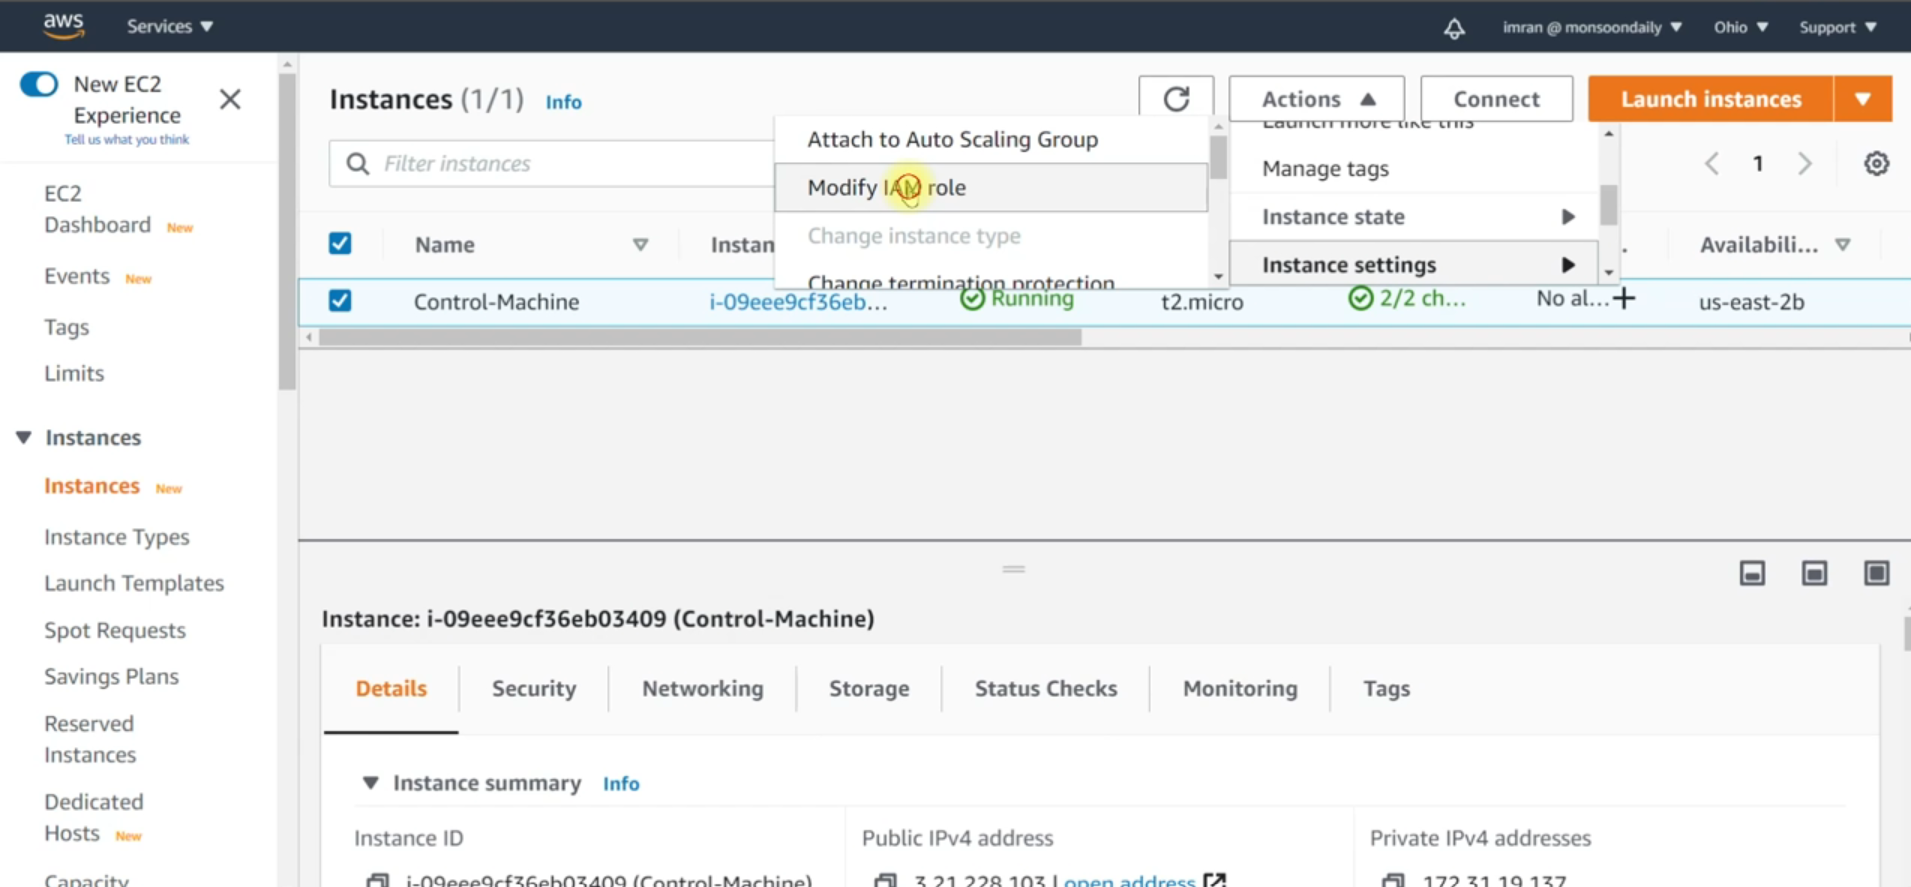 aws
Services ▼
imran @ monsoondaily ▼
Ohio ▼
Support ▼
New EC2
Experience
Tell us what you think
EC2
Dashboard New
Events New
Tags
Limits
Instances
Instances New
Instance Types
Launch Templates
Spot Requests
Savings Plans
Reserved
Instances
Dedicated
Hosts New
Capacity
Instances (1/1) Info
Actions
Connect
Launch instances
Filter instances
1
Attach to Auto Scaling Group
Modify IAM role
Change instance type
Change termination protection
Launch more like this
Manage tags
Instance state
Instance settings
Name
Instan
Availabili...
Control-Machine
i-09eee9cf36eb...
Running
t2.micro
2/2 ch...
No al...
us-east-2b
Instance: i-09eee9cf36eb03409 (Control-Machine)
Details
Security
Networking
Storage
Status Checks
Monitoring
Tags
Instance summary Info
Instance ID
i-09eee9cf36eb03409 (Control-Machine)
Public IPv4 address
3.21.228.103 | open address
Private IPv4 addresses
172.31.19.137